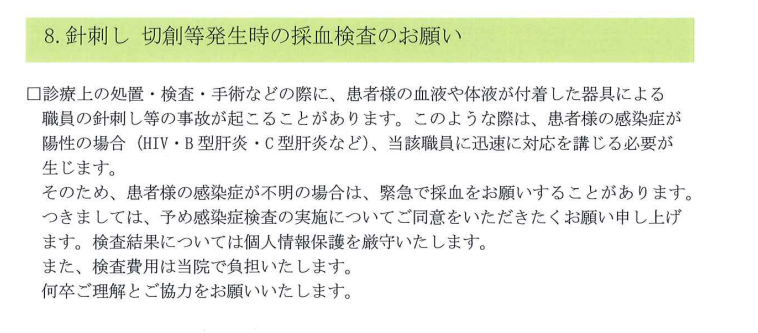 8.針刺し 切創等発生時の採血検査のお願い
□診療上の処置・検査・手術などの際に、患者様の血液や体液が付着した器具による
職員の針刺し等の事故が起こることがあります。このような際は、患者様の感染症が
陽性の場合（HIV・B型肝炎・C型肝炎など）、当該職員に迅速に対応を講じる必要が
生じます。
そのため、患者様の感染症が不明の場合は、緊急で採血をお願いすることがあります。
つきましては、予め感染症検査の実施についてご同意をいただきたくお願い申し上げ
ます。検査結果については個人情報保護を厳守いたします。
また、検査費用は当院で負担いたします。
何卒ご理解とご協力をお願いいたします。